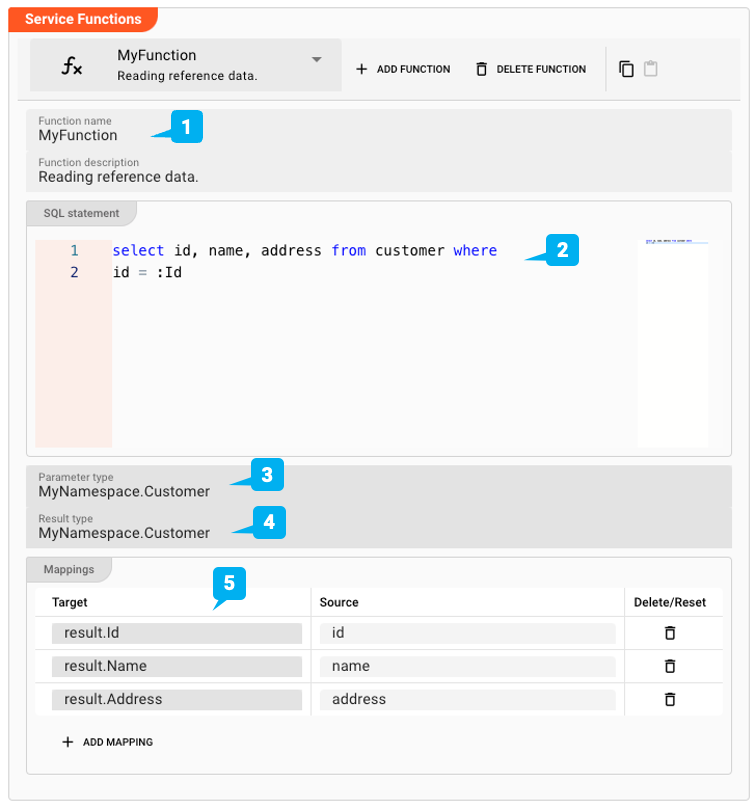 Service Functions
fx
MyFunction
Reading reference data.
ADD FUNCTION
DELETE FUNCTION
Function name
MyFunction
1
Function description
Reading reference data.
SQL statement
1 select id, name, address from customer where
2 id = :Id
2
Parameter type
MyNamespace.Customer
3
Result type
MyNamespace.Customer
4
Mappings
5
Target Source Delete/Reset
result.Id id
result.Name name
result.Address address
ADD MAPPING